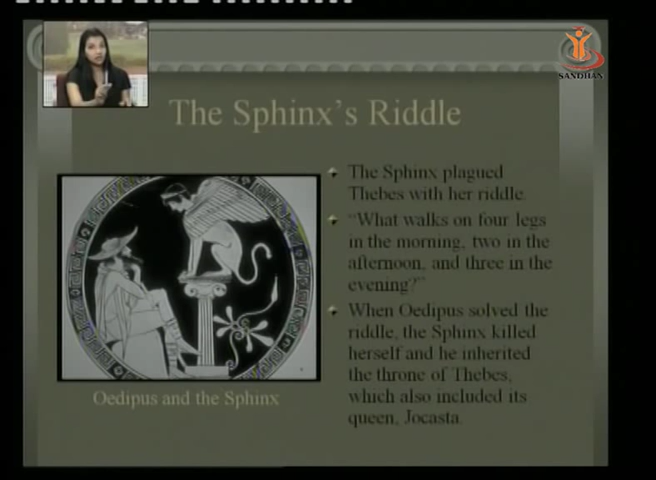 SANDHAN
The Sphinx's Riddle
The Sphinx plagued
Thebes with her riddle.
“What walks on four legs
in the morning, two in the
afternoon, and three in the
evening?”
When Oedipus solved the
riddle, the Sphinx killed
herself and he inherited
the throne of Thebes,
which also included its
queen, Jocasta.
Oedipus and the Sphinx